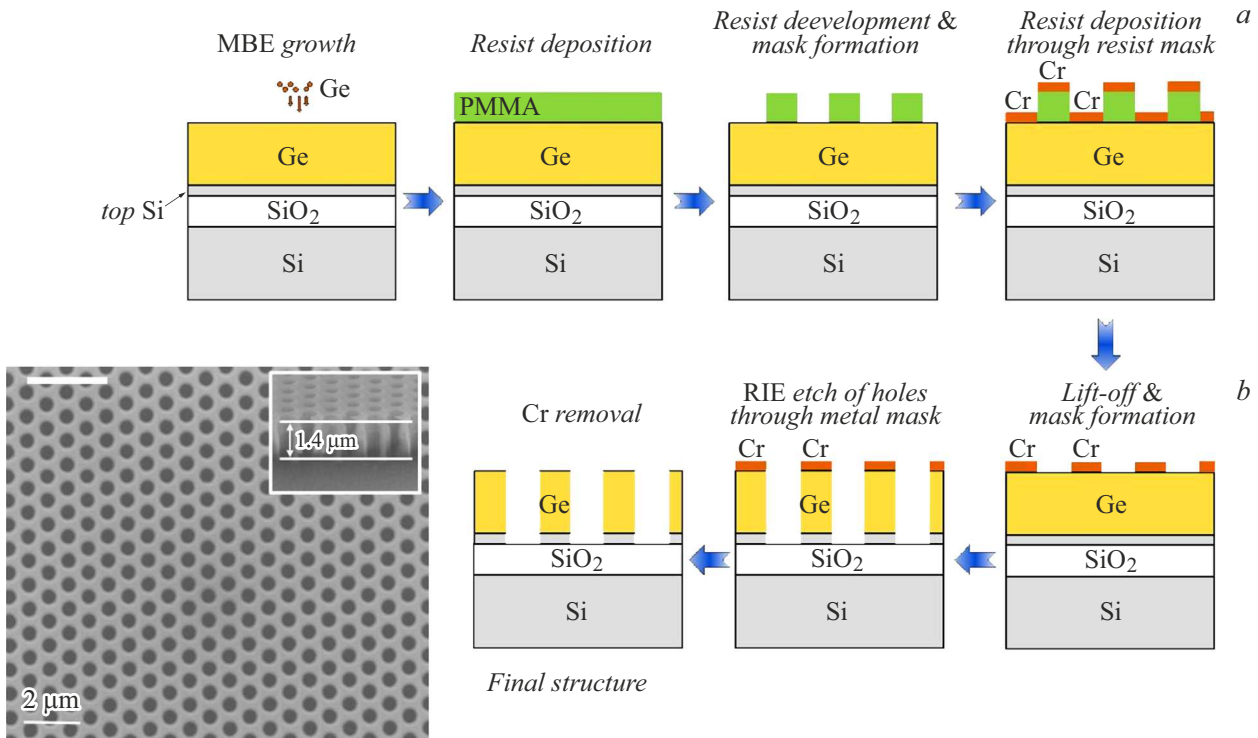 a
MBE growth
Ge
Ge
top Si
SiO2
Si
Resist deposition
PMMA
Ge
SiO2
Si
Resist deevelopment &
mask formation
Ge
SiO2
Si
Resist deposition
through resist mask
Cr
Cr
Cr
Ge
SiO2
Si
b
Lift-off &
mask formation
Cr
Cr
Ge
SiO2
Si
RIE etch of holes
through metal mask
Cr
Cr
Ge
SiO2
Si
Cr removal
Ge
SiO2
Si
Final structure
1.4 μm
2 μm